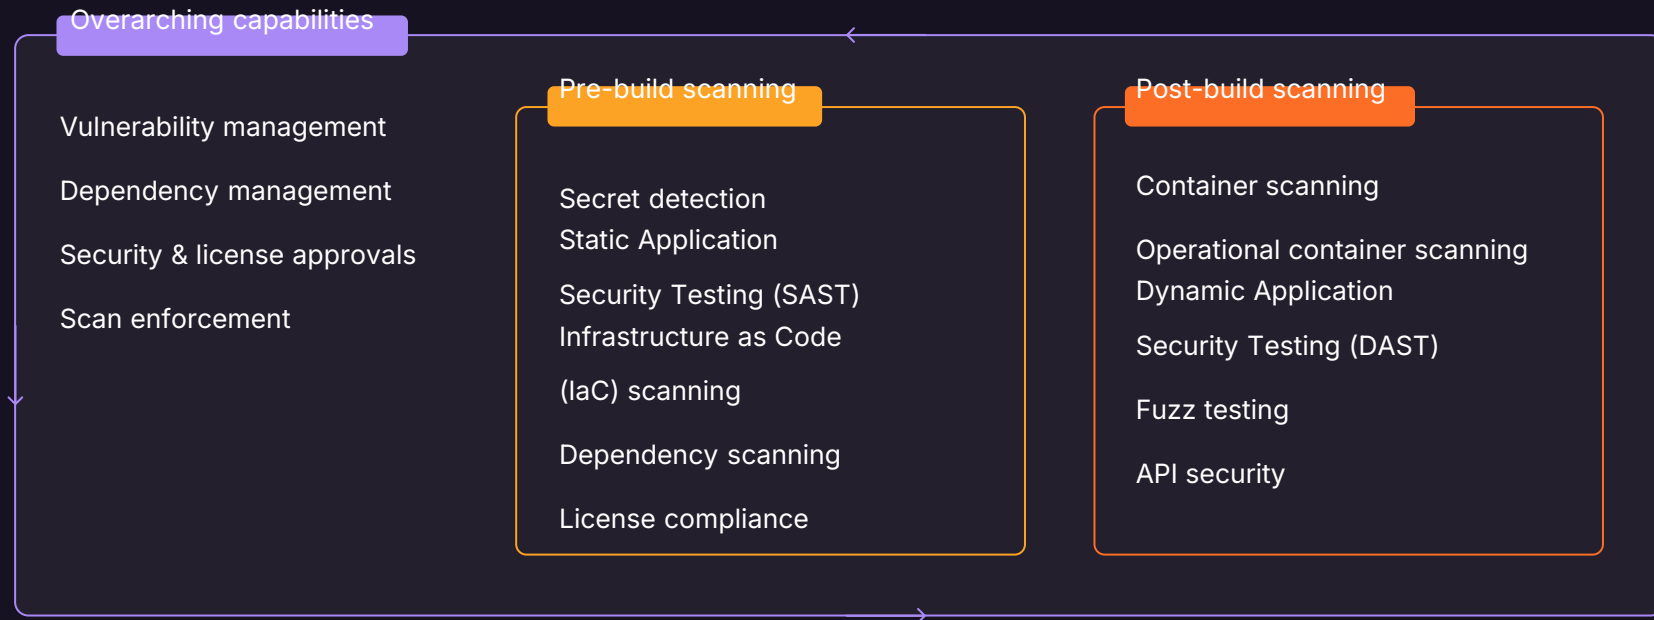 Overarching capabilities
Vulnerability management
Dependency management
Security & license approvals
Scan enforcement
Pre-build scanning
Secret detection
Static Application
Security Testing (SAST)
Infrastructure as Code
(IaC) scanning
Dependency scanning
License compliance
Post-build scanning
Container scanning
Operational container scanning
Dynamic Application
Security Testing (DAST)
Fuzz testing
API security